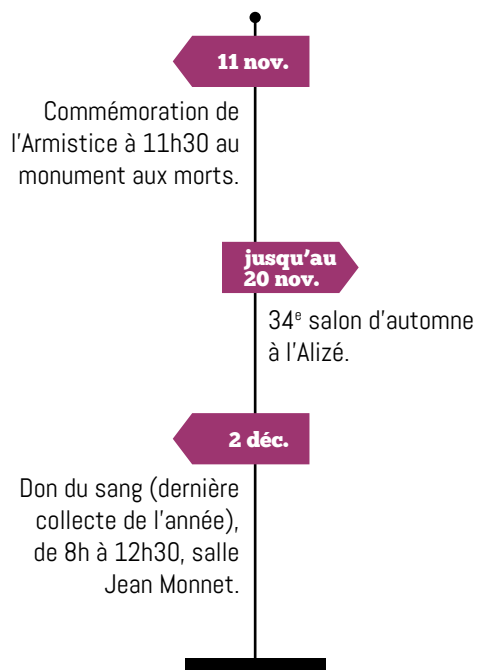 11 nov.
Commémoration de
l'Armistice à 11h30 au
monument aux morts.
jusqu'au
20 nov.
34e salon d'automne
à l'Alizé.
2 déc.
Don du sang (dernière
collecte de l'année),
de 8h à 12h30, salle
Jean Monnet.